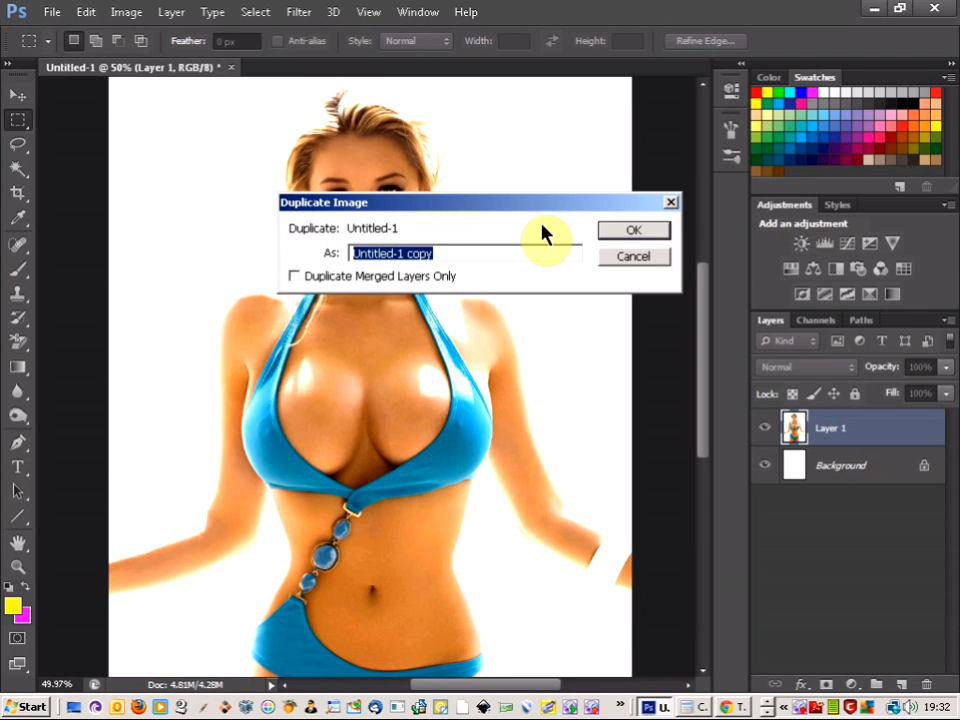 Ps File Edit Image Layer Type Select Filter 3D View Window Help
Feather: 0 px Anti-alias Style: Normal Width: Height: Refine Edge...
Untitled-1 @ 50% (Layer 1, RGB/8) * ×
Color Swatches
Duplicate Image
Duplicate: Untitled-1 OK
As: Untitled-1 copy Cancel
Duplicate Merged Layers Only
Adjustments Styles
Add an adjustment
Layers Channels Paths
Kind
Normal Opacity: 100%
Lock: Fill: 100%
Layer 1
Background
49.97% Doc: 4.81M/4.28M
Start Ps U. C. T. 19:32